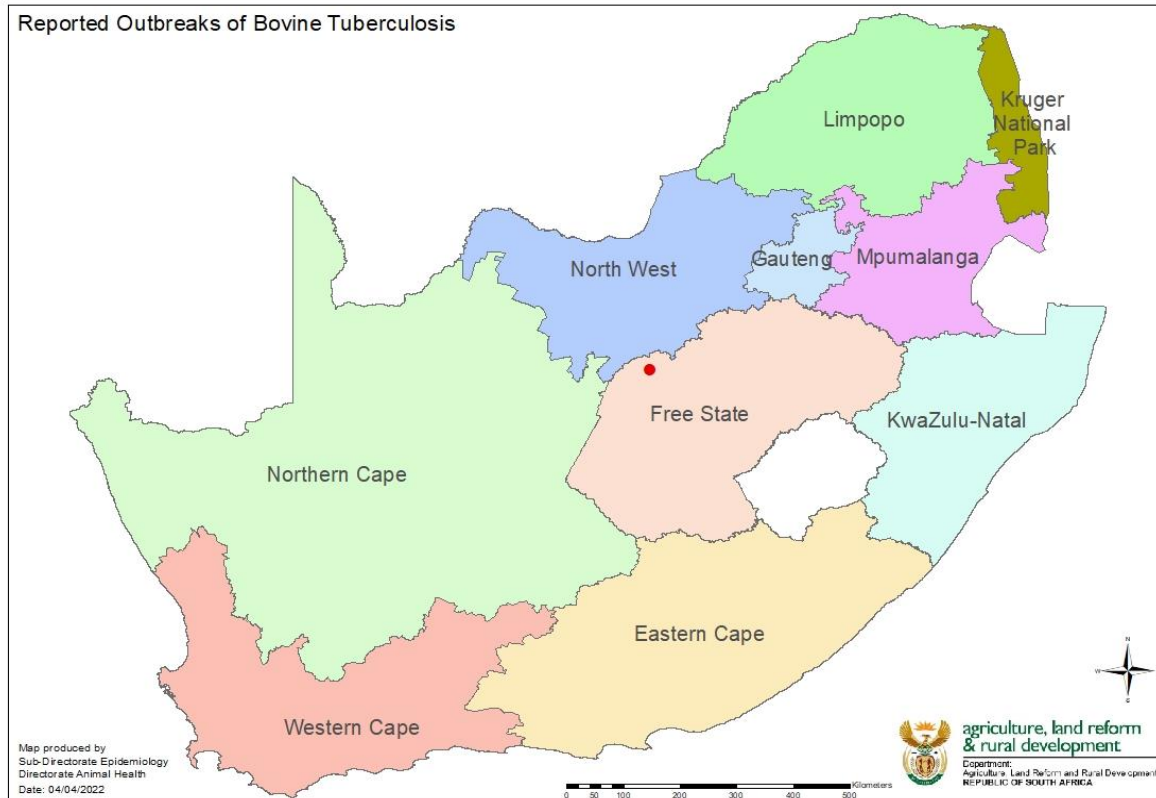 Reported Outbreaks of Bovine Tuberculosis
Limpopo
Kruger
National
Park
North West
Gauteng
Mpumalanga
Free State
KwaZulu-Natal
Northern Cape
Eastern Cape
Western Cape
N
W
E
S
Map produced by
Sub-Directorate Epidemiology
Directorate Animal Health
Date: 04/04/2022
Kilometers
0 50 100 200 300 400 500
agriculture, land reform
& rural development
Department:
Agriculture, Land Reform and Rural Development
REPUBLIC OF SOUTH AFRICA